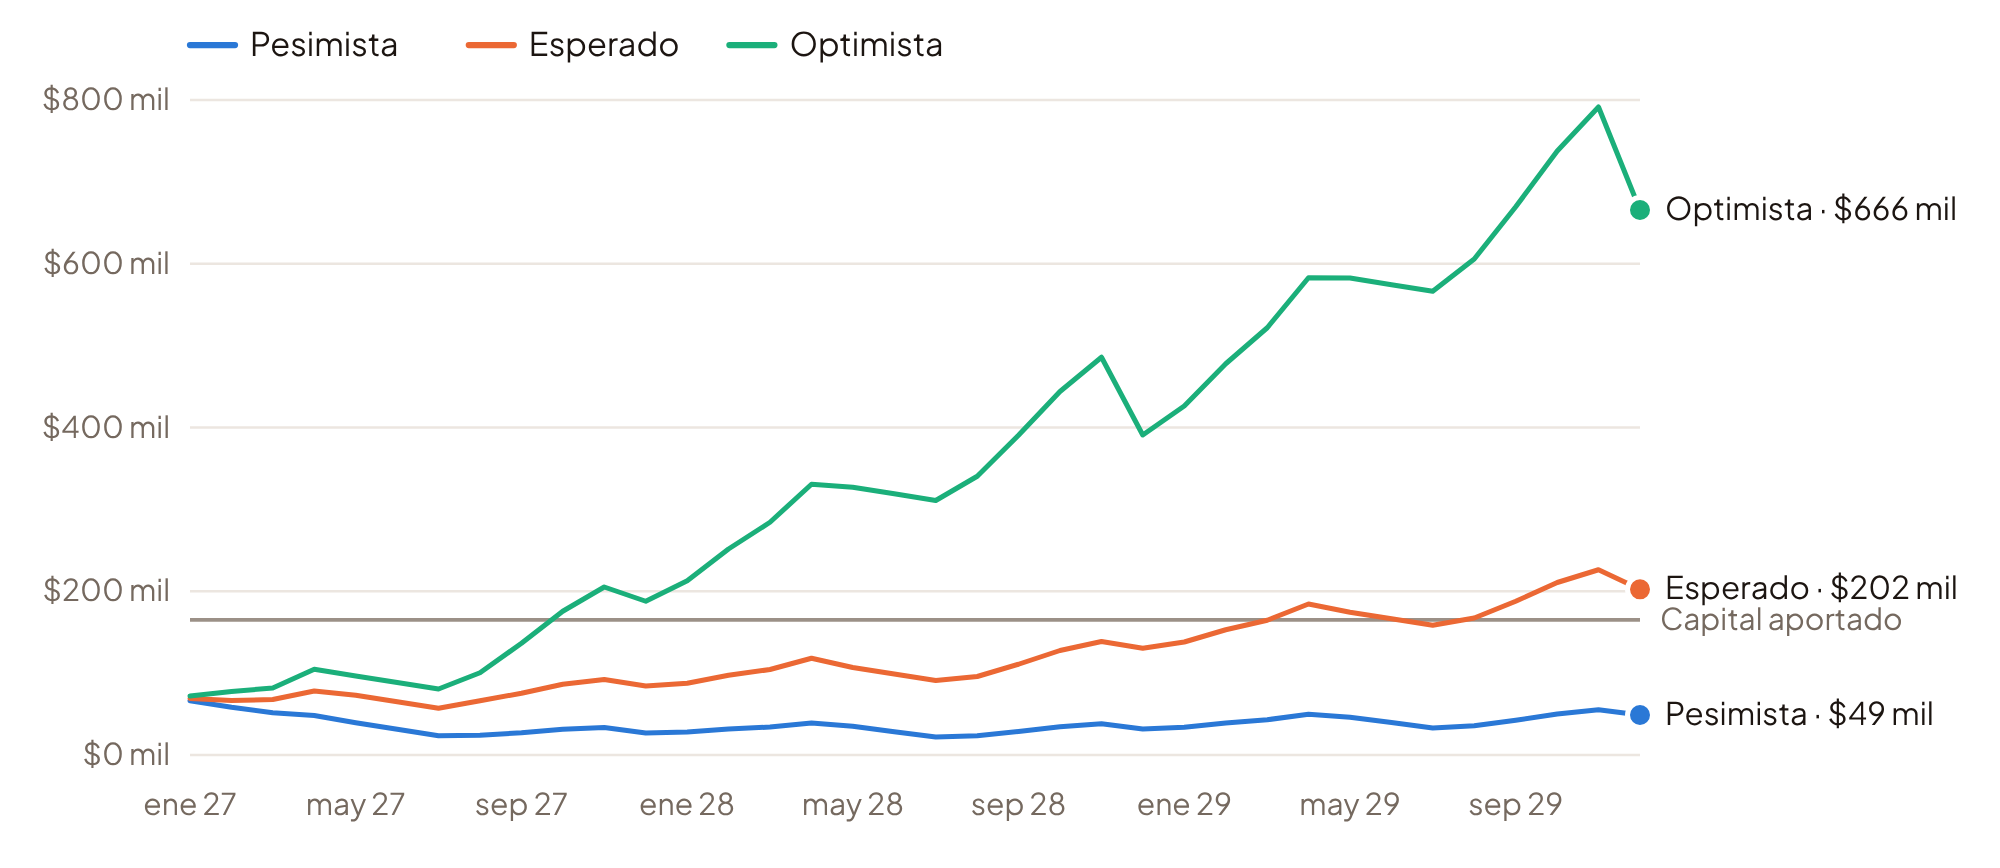 Pesimista Esperado Optimista
$800 mil
$600 mil
$400 mil
$200 mil
$0 mil
Optimista · $666 mil
Esperado · $202 mil
Capital aportado
Pesimista · $49 mil
ene 27 may 27 sep 27 ene 28 may 28 sep 28 ene 29 may 29 sep 29